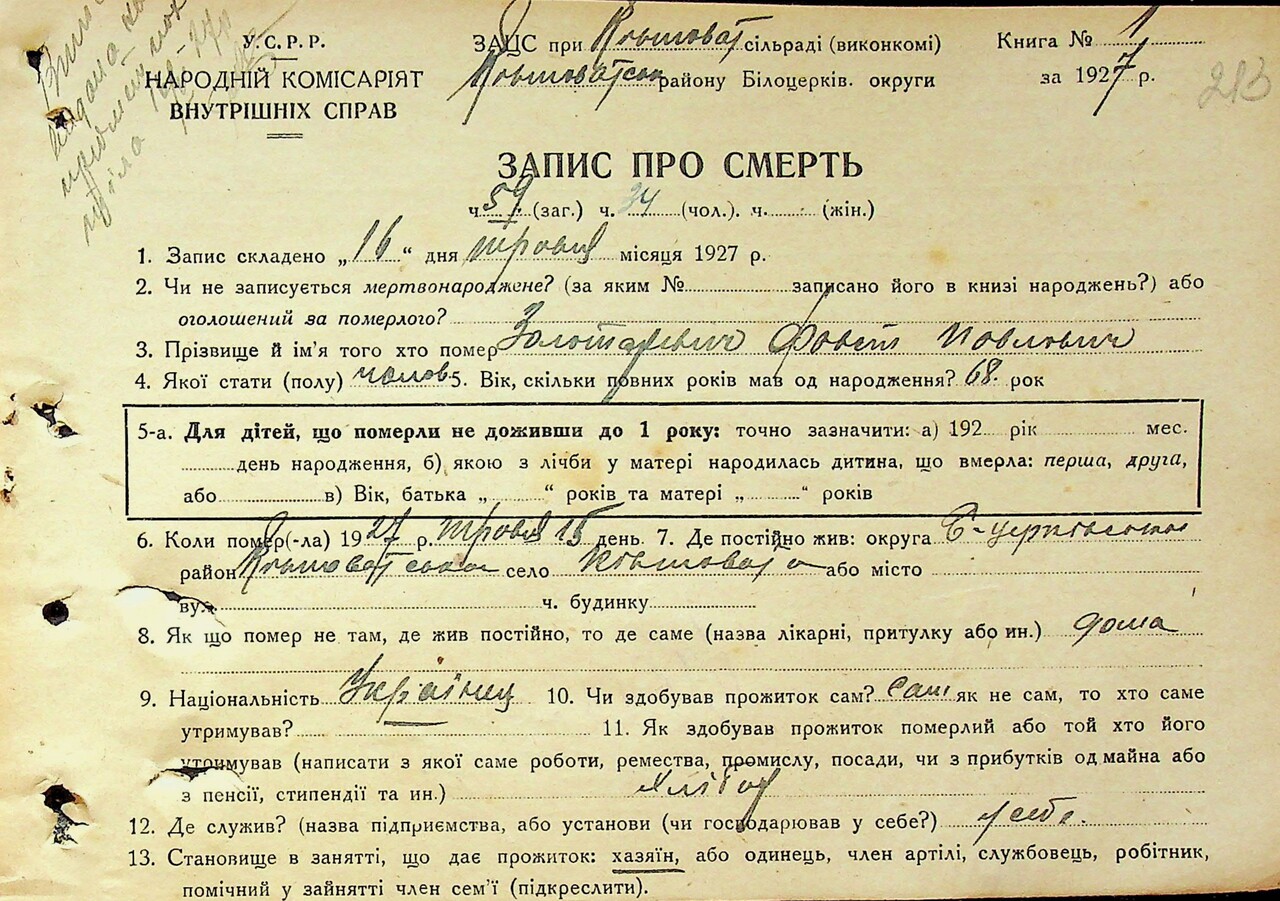 У.С.Р.Р.
НАРОДНІЙ КОМІСАРІЯТ
ВНУТРІШНІХ СПРАВ
ЗАЦС при сільраді (виконкомі)
району Білоцерків. округи
Книга № 1
за 1927 р.
213
ЗАПИС ПРО СМЕРТЬ
ч. 59 (заг.) ч. 34 (чол.). ч. (жін.)
1. Запис складено „16“ дня травня місяця 1927 р.
2. Чи не записується мертвонароджене? (за яким № записано його в книзі народжень?) або
оголошений за померлого?
3. Прізвище й ім'я того хто помер Золотаревич Павлович
4. Якої стати (полу) чолов 5. Вік, скільки повних років мав од народження? 68. рок
5-а. Для дітей, що померли не доживши до 1 року: точно зазначити: а) 192 рік мес.
день народження, б) якою з лічби у матері народилась дитина, що вмерла: перша, друга,
або в) Вік, батька „ “ років та матері „ “ років
6. Коли помер(-ла) 1927 р. травня 15 день. 7. Де постійно жив: округа Б-церківська
район село або місто
вул. ч. будинку
8. Як що помер не там, де жив постійно, то де саме (назва лікарні, притулку або ин.) дома
9. Національність Українец 10. Чи здобував прожиток сам? Сам як не сам, то хто саме
утримував? 11. Як здобував прожиток померлий або той хто його
утримував (написати з якої саме роботи, ремества, промислу, посади, чи з прибутків од майна або
з пенсії, стипендії та ин.)
12. Де служив? (назва підприємства, або установи (чи господарював у себе?) у себе.
13. Становище в занятті, що дає прожиток: хазяїн, або одинець, член артілі, службовець, робітник,
помічний у зайнятті член сем'ї (підкреслити).